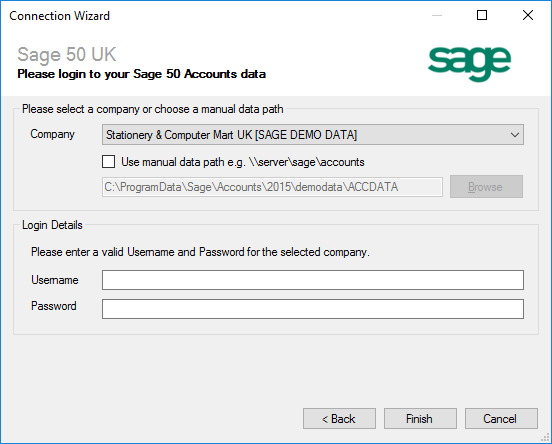 Connection Wizard
Sage 50 UK
Please login to your Sage 50 Accounts data
sage
Please select a company or choose a manual data path
Company
Stationery & Computer Mart UK [SAGE DEMO DATA]
Use manual data path e.g. \\server\sage\accounts
C:\ProgramData\Sage\Accounts\2015\demodata\ACCDATA
Browse
Login Details
Please enter a valid Username and Password for the selected company.
Username
Password
< Back
Finish
Cancel